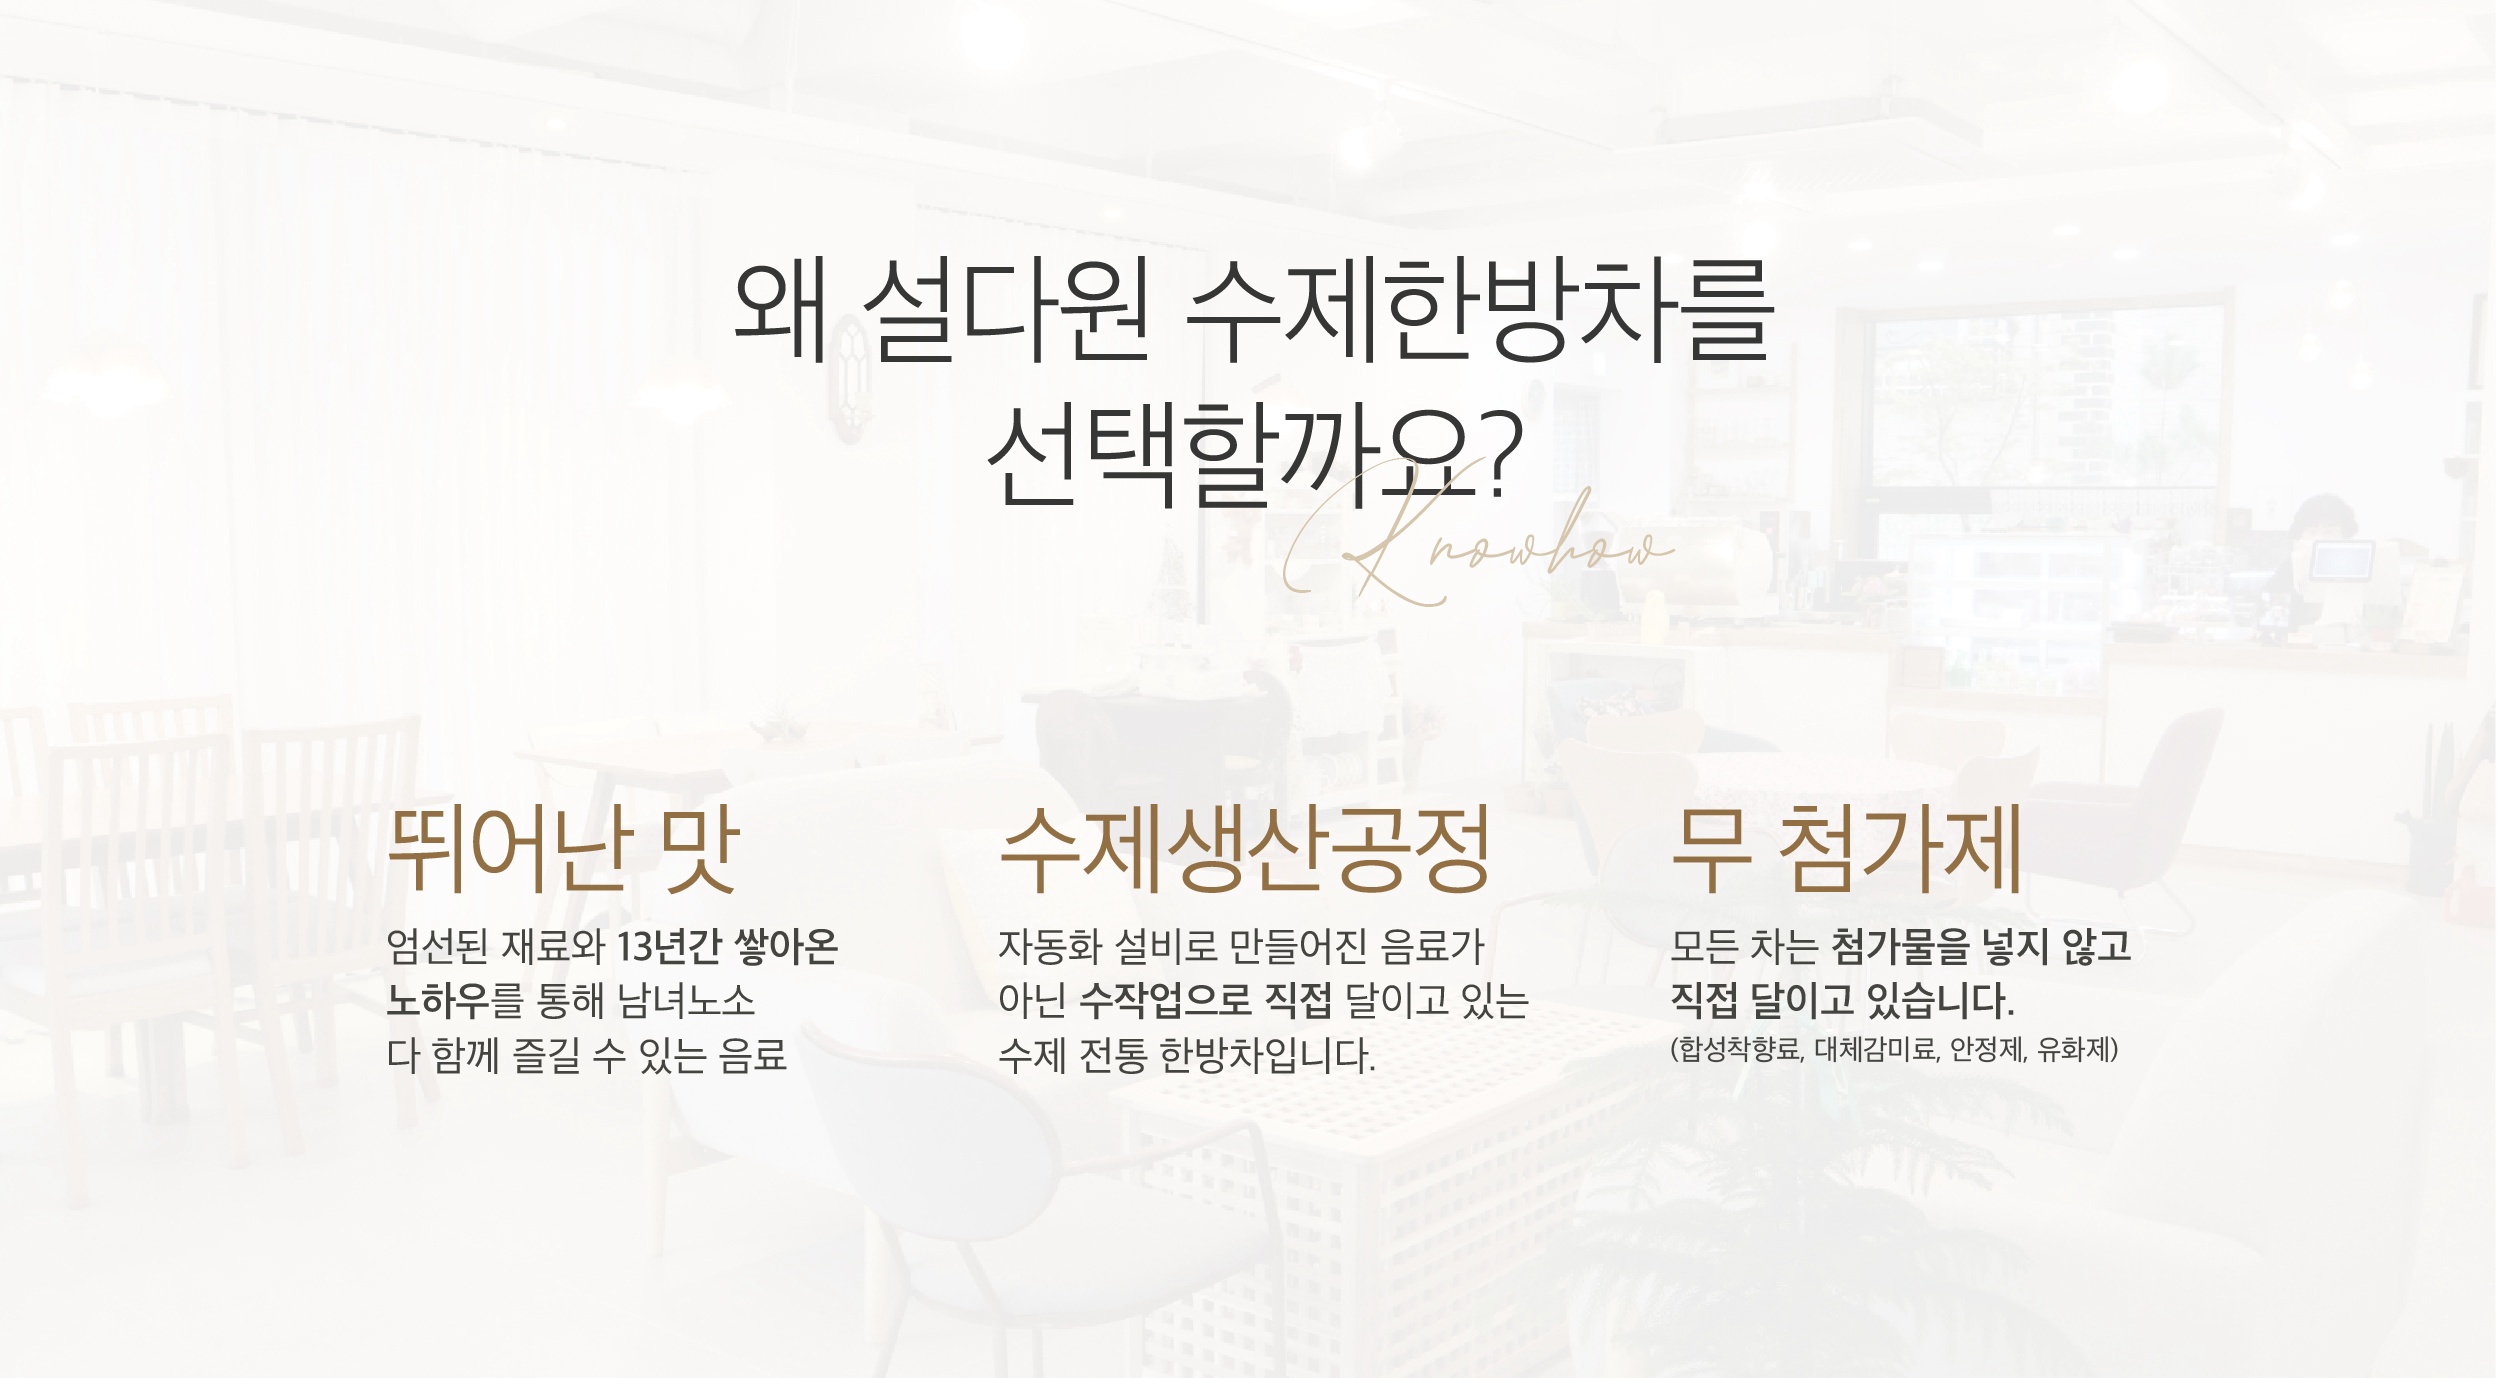 왜 설다원 수제한방차를
선택할까요?
Knowhow
뛰어난 맛
엄선된 재료와 13년간 쌓아온
노하우를 통해 남녀노소
다 함께 즐길 수 있는 음료
수제생산공정
자동화 설비로 만들어진 음료가
아닌 수작업으로 직접 달이고 있는
수제 전통 한방차입니다.
무 첨가제
모든 차는 첨가물을 넣지 않고
직접 달이고 있습니다.
(합성착향료, 대체감미료, 안정제, 유화제)